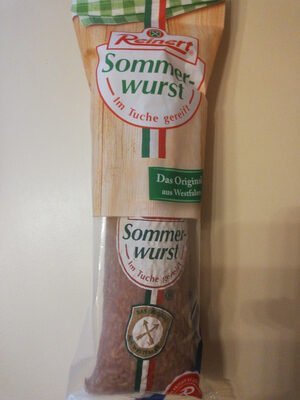 Reinert
Sommer-
wurst
Im Tuche gereift
Das Original
aus Westfalen
Sommer-
wurst
Im Tuche gereift